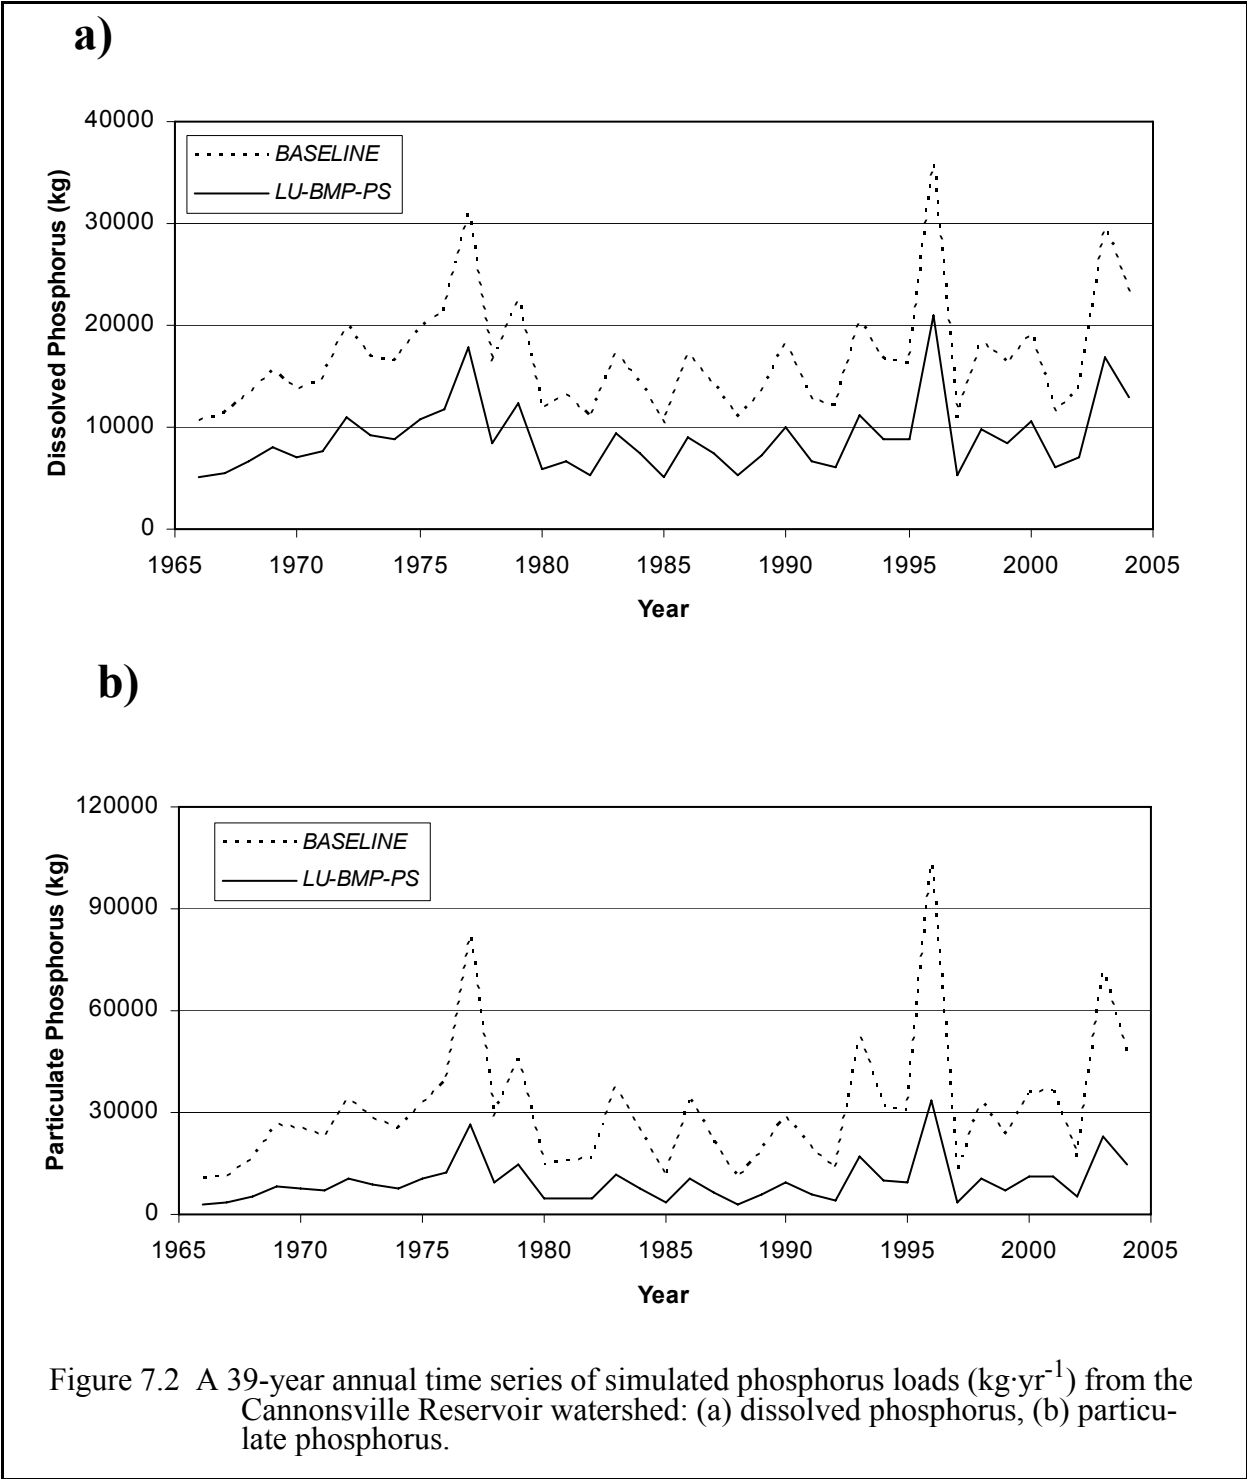 a)
40000
30000
20000
10000
0
Dissolved Phosphorus (kg)
BASELINE
LU-BMP-PS
1965 1970 1975 1980 1985 1990 1995 2000 2005
Year
b)
120000
90000
60000
30000
0
Particulate Phosphorus (kg)
BASELINE
LU-BMP-PS
1965 1970 1975 1980 1985 1990 1995 2000 2005
Year
Figure 7.2 A 39-year annual time series of simulated phosphorus loads (kg·yr⁻¹) from the
Cannonsville Reservoir watershed: (a) dissolved phosphorus, (b) particu-
late phosphorus.